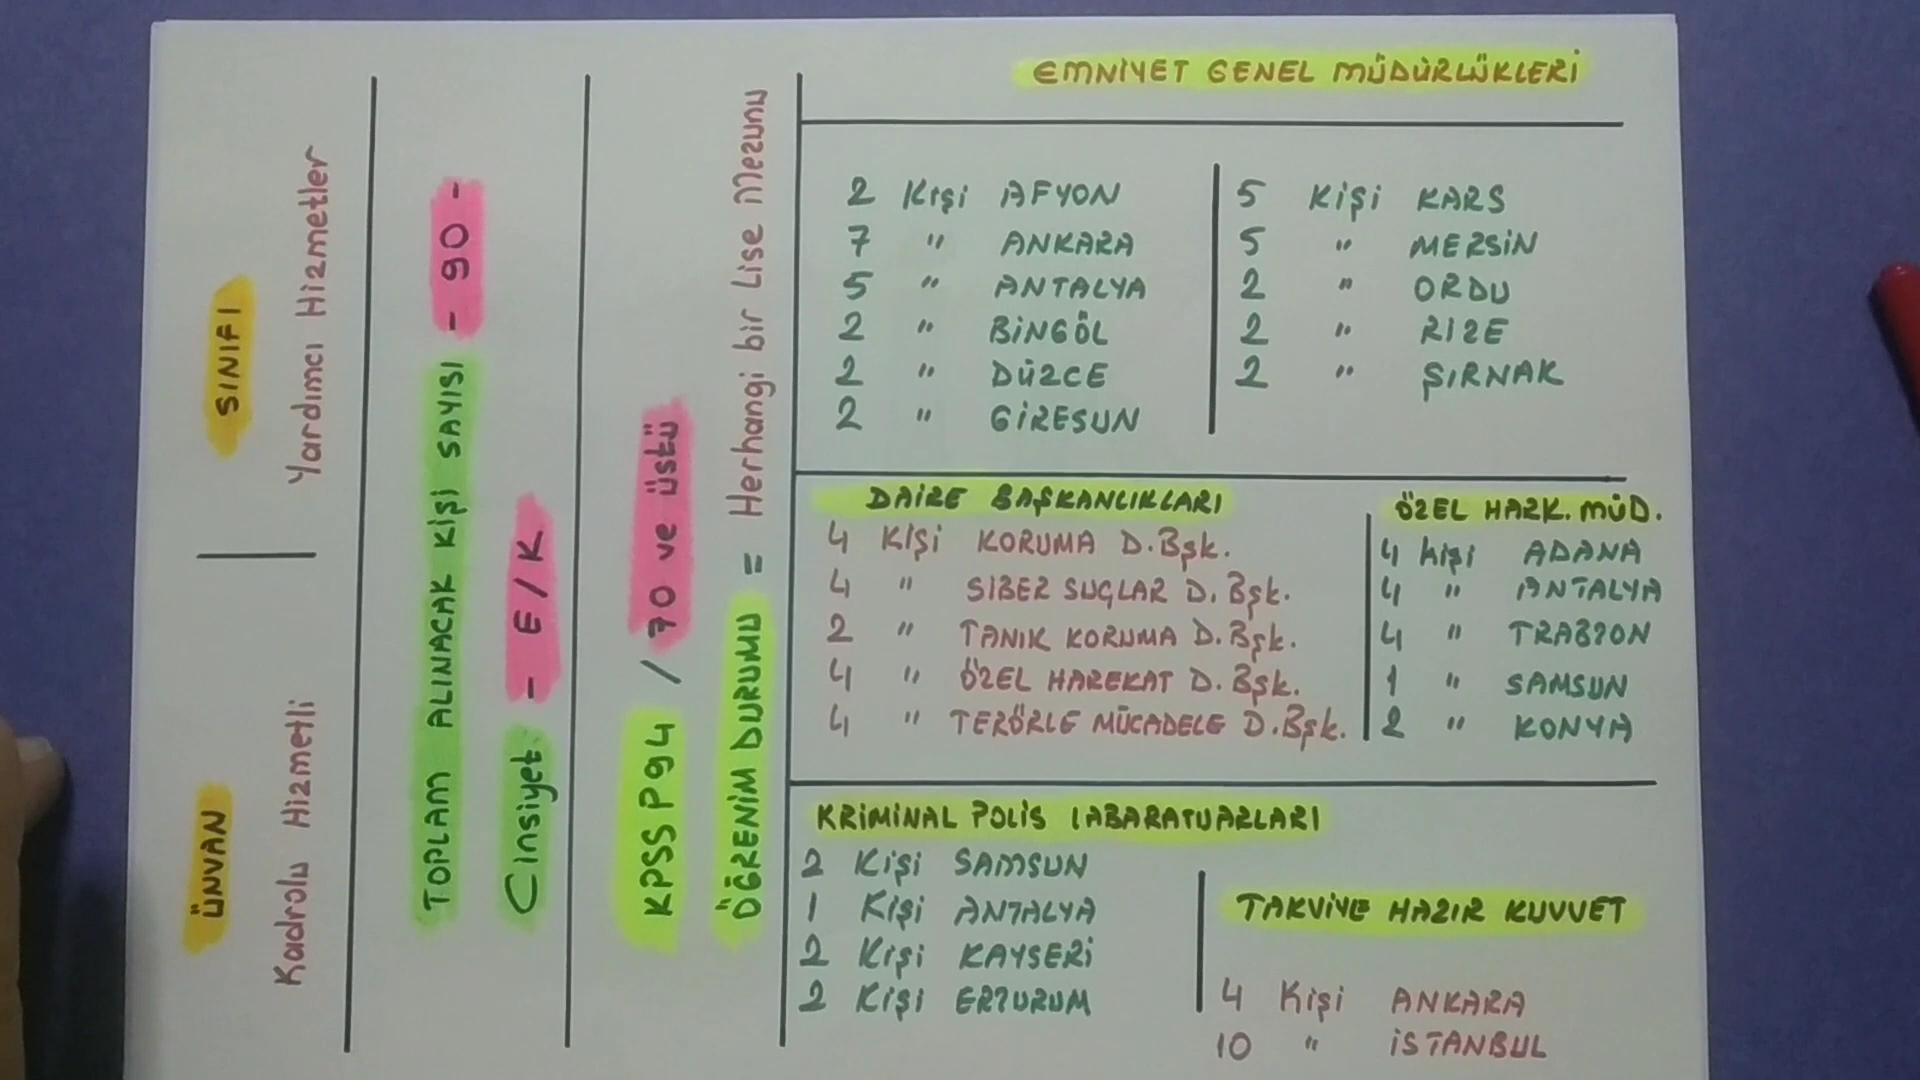 ÜNVAN
Kadrolu Hizmetli
SINIFI
Yardımcı Hizmetler
TOPLAM ALINACAK KİŞİ SAYISI - 90 -
Cinsiyet - E/K
KPSS P94 / 70 ve üstü
ÖĞRENİM DURUMU = Herhangi bir Lise Mezunu
EMNİYET GENEL MÜDÜRLÜKLERİ
2 Kişi AFYON
7 " ANKARA
5 " ANTALYA
2 " BİNGÖL
2 " DÜZCE
2 " GİRESUN
5 Kişi KARS
5 " MERSİN
2 " ORDU
2 " RİZE
2 " ŞIRNAK
DAİRE BAŞKANLIKLARI
4 Kişi KORUMA D.Bşk.
4 " SİBER SUÇLAR D.Bşk.
2 " TANIK KORUMA D.Bşk.
4 " ÖZEL HAREKAT D.Bşk.
4 " TERÖRLE MÜCADELE D.Bşk.
ÖZEL HARK. MÜD.
4 kişi ADANA
4 " ANTALYA
4 " TRABZON
1 " SAMSUN
2 " KONYA
KRİMİNAL POLİS LABARATUARLARI
2 Kişi SAMSUN
1 Kişi ANTALYA
2 Kişi KAYSERİ
2 Kişi ERZURUM
TAKVİYE HAZIR KUVVET
4 Kişi ANKARA
10 " İSTANBUL